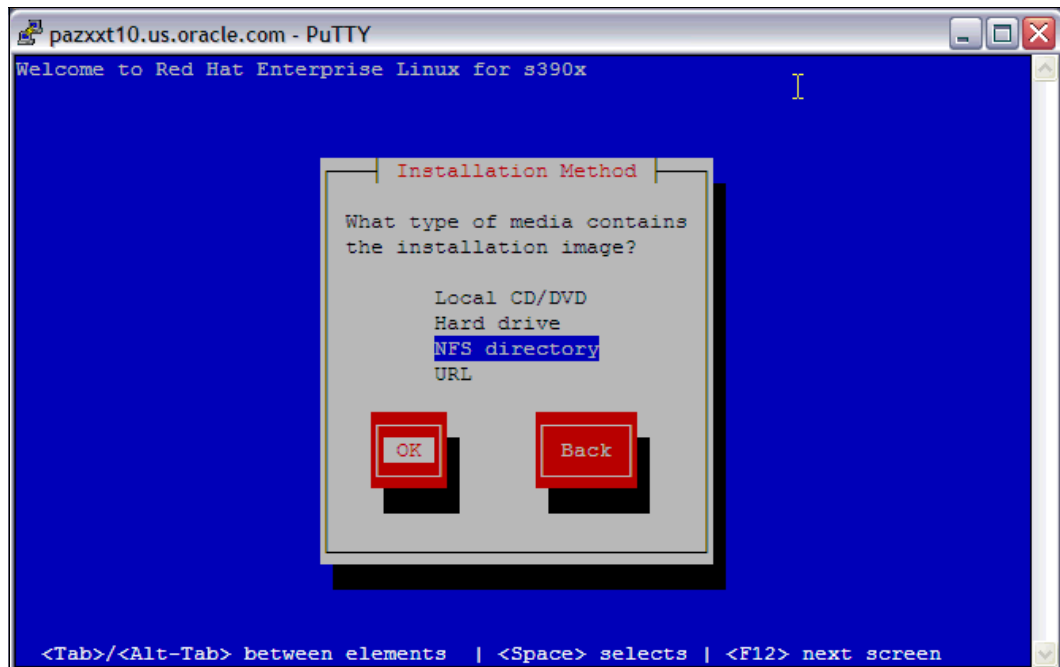 pazxxt10.us.oracle.com - PuTTY
Welcome to Red Hat Enterprise Linux for s390x
Installation Method
What type of media contains
the installation image?
Local CD/DVD
Hard drive
NFS directory
URL
OK Back
<Tab>/<Alt-Tab> between elements | <Space> selects | <F12> next screen